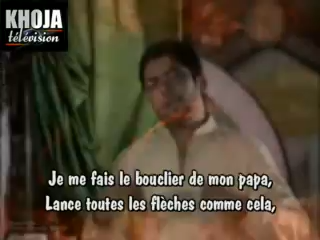 KHOJA
télévision
Je me fais le bouclier de mon papa,
Lance toutes les flèches comme cela,